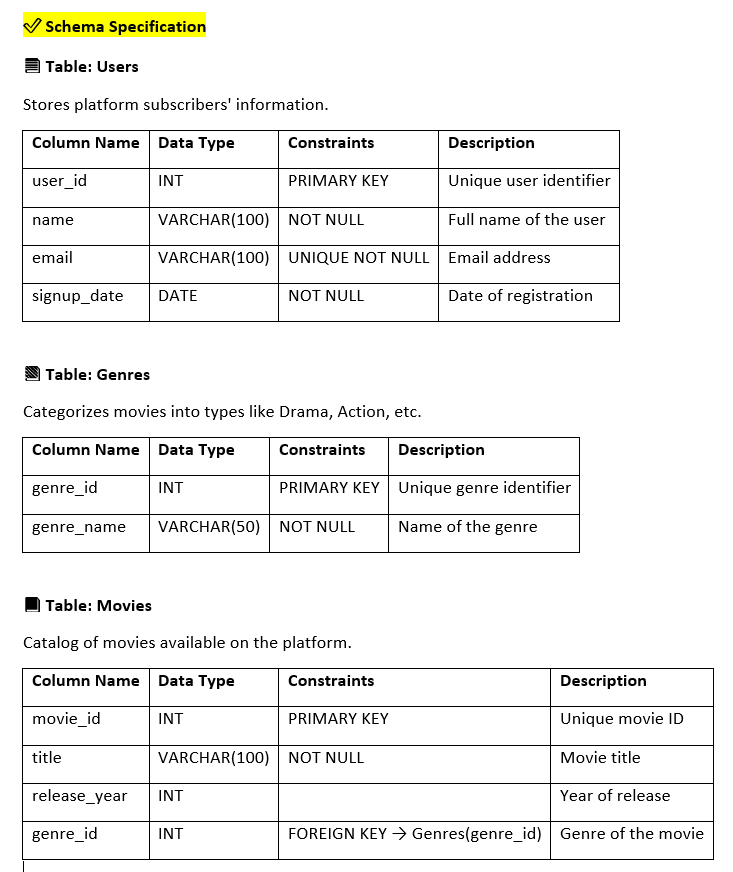 ✓ Schema Specification
Table: Users
Stores platform subscribers' information.
Column Name Data Type Constraints Description
user_id INT PRIMARY KEY Unique user identifier
name VARCHAR(100) NOT NULL Full name of the user
email VARCHAR(100) UNIQUE NOT NULL Email address
signup_date DATE NOT NULL Date of registration
Table: Genres
Categorizes movies into types like Drama, Action, etc.
Column Name Data Type Constraints Description
genre_id INT PRIMARY KEY Unique genre identifier
genre_name VARCHAR(50) NOT NULL Name of the genre
Table: Movies
Catalog of movies available on the platform.
Column Name Data Type Constraints Description
movie_id INT PRIMARY KEY Unique movie ID
title VARCHAR(100) NOT NULL Movie title
release_year INT Year of release
genre_id INT FOREIGN KEY → Genres(genre_id) Genre of the movie